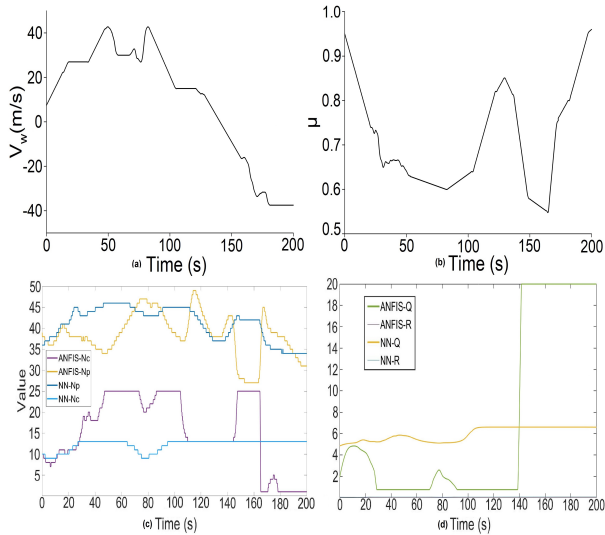 40
20
0
-20
-40
V_w(m/s)
0 50 100 150 200
(a) Time (s)
1.0
0.9
0.8
0.7
0.6
0.5
μ
0 50 100 150 200
(b) Time (s)
50
45
40
35
30
25
20
15
10
5
0
Value
ANFIS-Nc
ANFIS-Np
NN-Np
NN-Nc
0 20 40 60 80 100 120 140 160 180 200
(c) Time (s)
20
18
16
14
12
10
8
6
4
2
ANFIS-Q
ANFIS-R
NN-Q
NN-R
0 20 40 60 80 100 120 140 160 180 200
(d) Time (s)